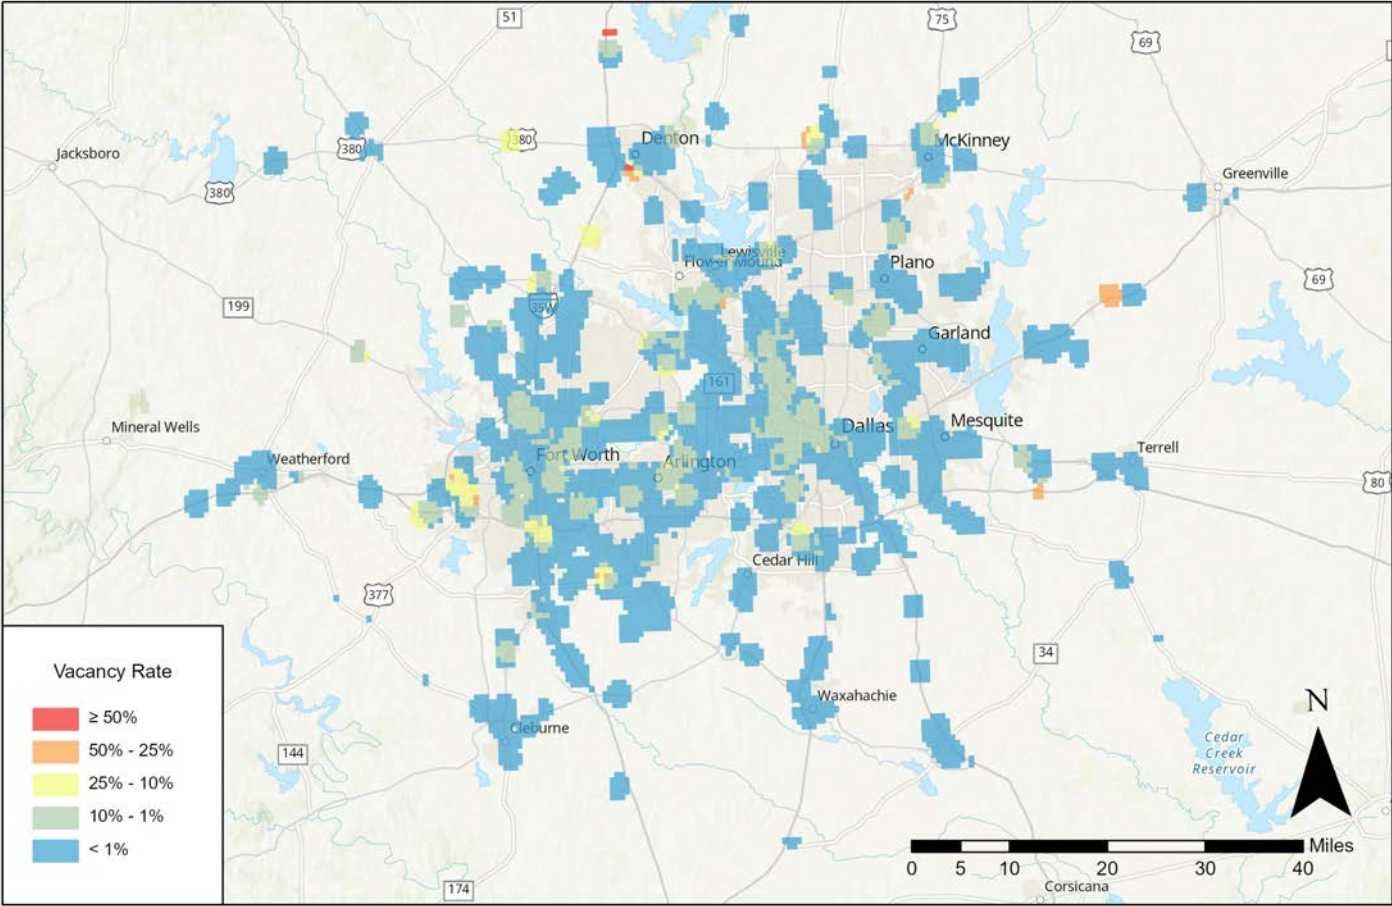 51
75
69
Jacksboro
380
380
380
Denton
McKinney
Greenville
Lewisville
Flower Mound
Plano
69
199
35W
Garland
161
Mineral Wells
Dallas
Mesquite
Terrell
Weatherford
Fort Worth
Arlington
80
Cedar Hill
377
34
Waxahachie
Cleburne
144
Cedar
Creek
Reservoir
174
Corsicana
Vacancy Rate
≥ 50%
50% - 25%
25% - 10%
10% - 1%
< 1%
N
Miles
0 5 10 20 30 40